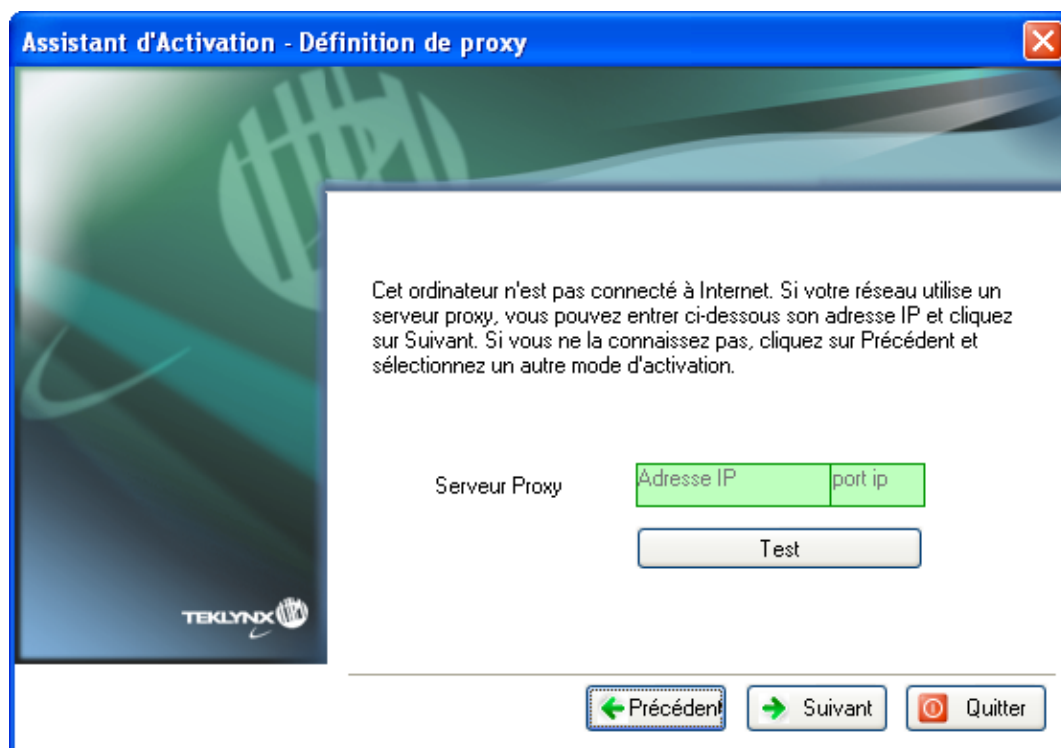 Assistant d'Activation - Définition de proxy
Cet ordinateur n'est pas connecté à Internet. Si votre réseau utilise un
serveur proxy, vous pouvez entrer ci-dessous son adresse IP et cliquez
sur Suivant. Si vous ne la connaissez pas, cliquez sur Précédent et
sélectionnez un autre mode d'activation.
Serveur Proxy
Adresse IP
port ip
Test
TEKLYNX
Précédent
Suivant
Quitter